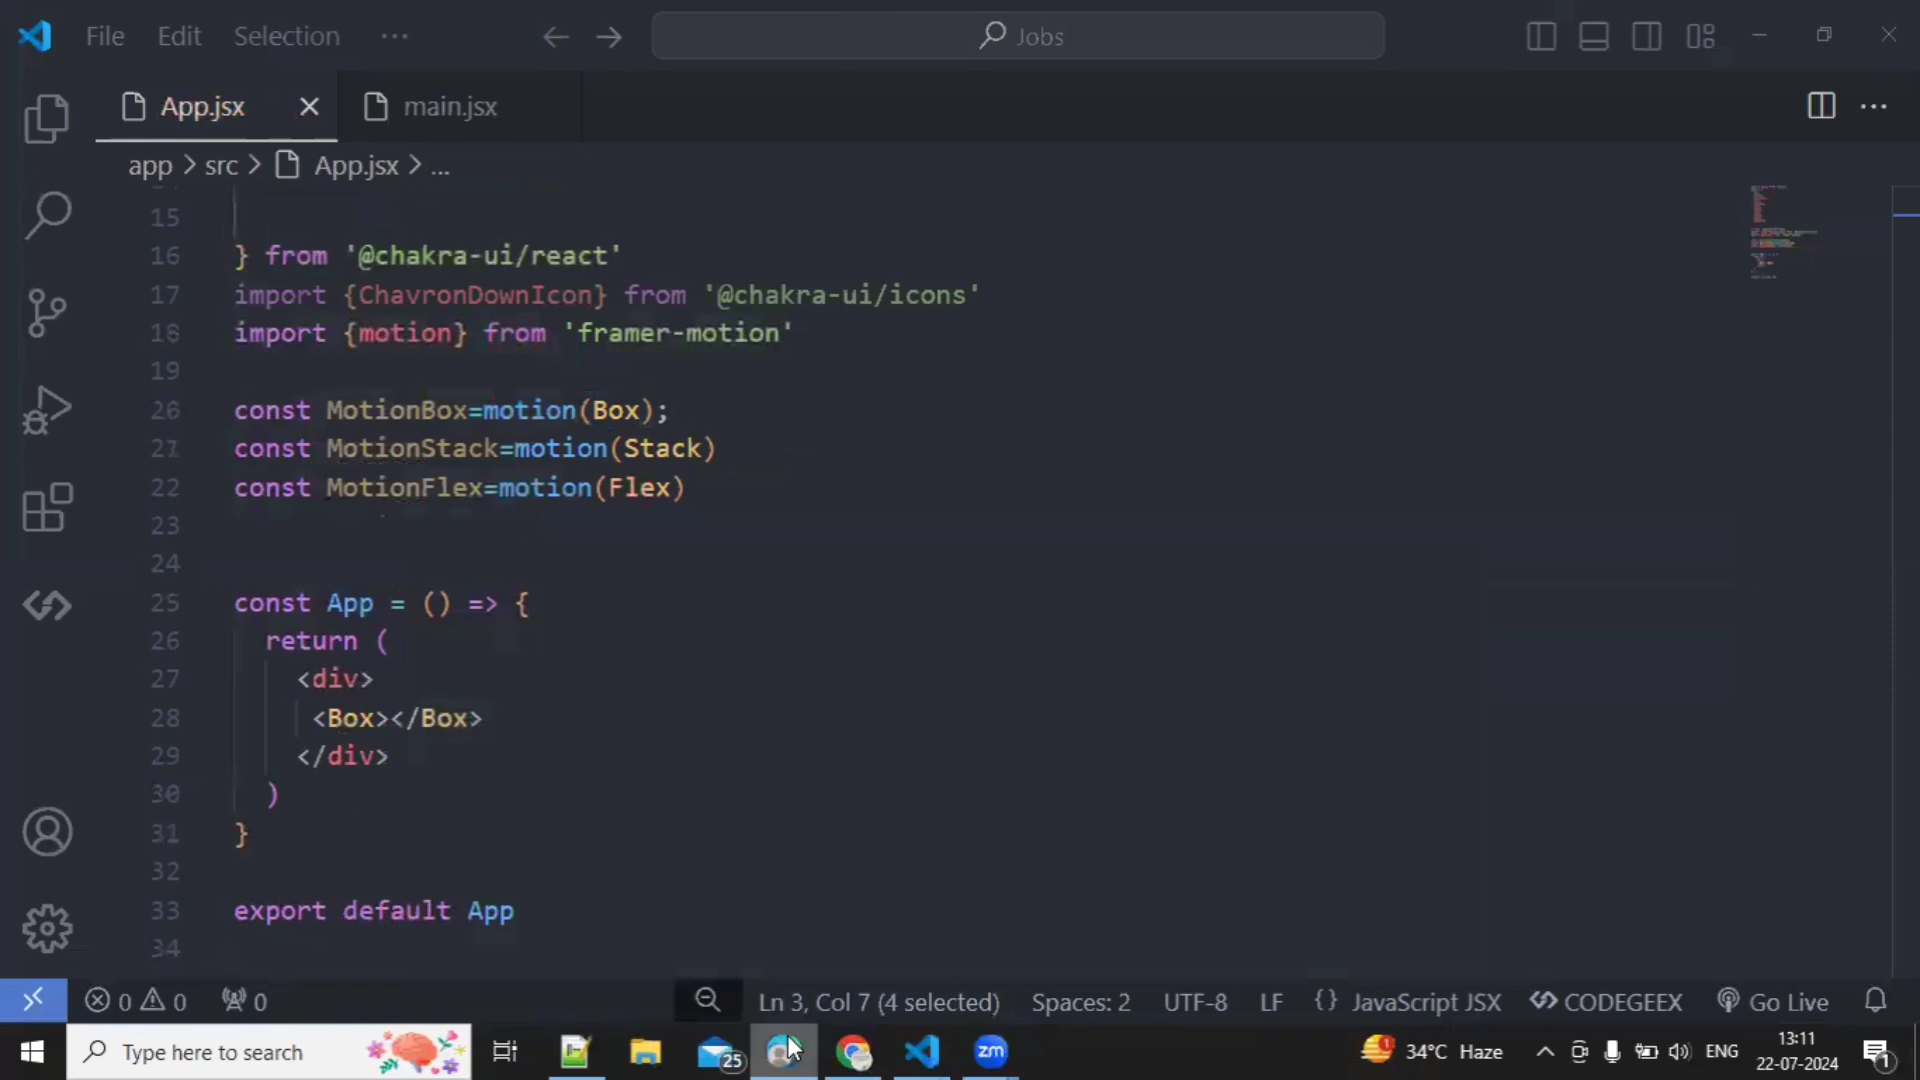 File Edit Selection ··· Jobs
App.jsx main.jsx
app > src > App.jsx > ...
15
16 } from '@chakra-ui/react'
17 import {ChavronDownIcon} from '@chakra-ui/icons'
18 import {motion} from 'framer-motion'
19
20 const MotionBox=motion(Box);
21 const MotionStack=motion(Stack)
22 const MotionFlex=motion(Flex)
23
24
25 const App = () => {
26 return (
27 <div>
28 <Box></Box>
29 </div>
30 )
31 }
32
33 export default App
34
0 0 0 Ln 3, Col 7 (4 selected) Spaces: 2 UTF-8 LF {} JavaScript JSX CODEGEEX Go Live
Type here to search 25 zm 34°C Haze ENG 13:11
22-07-2024 1